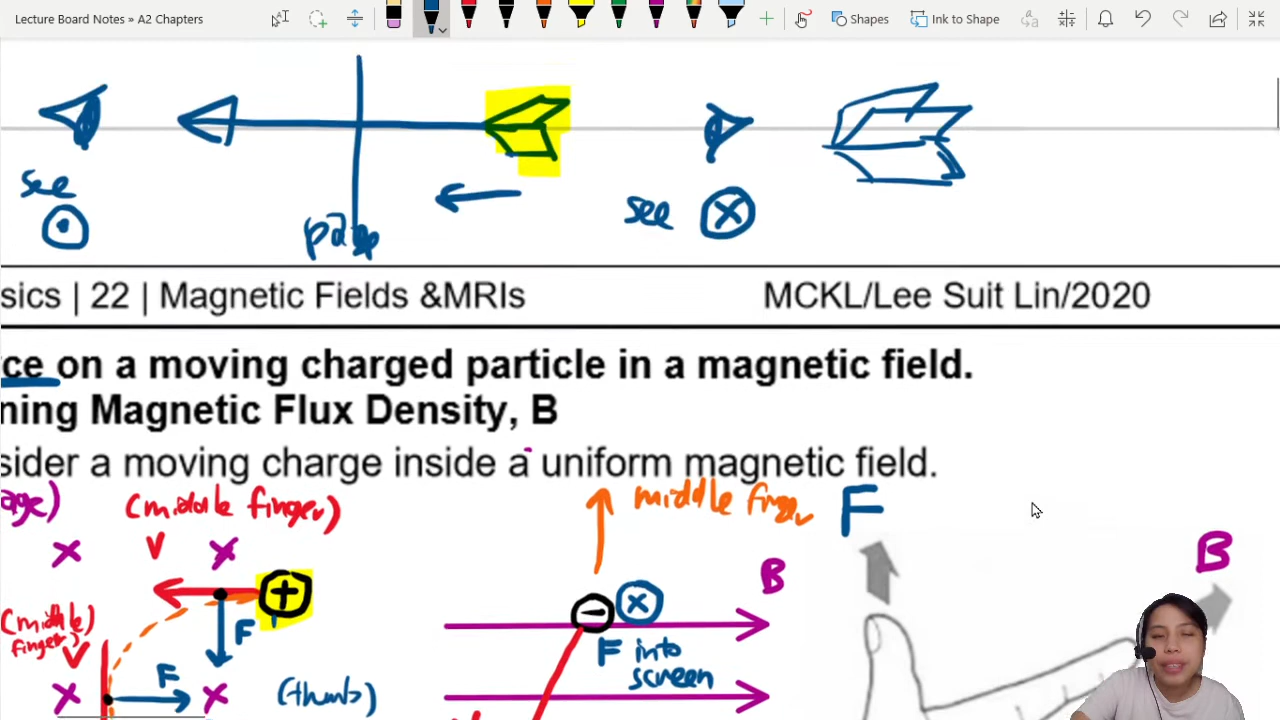 Lecture Board Notes » A2 Chapters
Shapes
Ink to Shape
see
see
sics | 22 | Magnetic Fields &MRIs
MCKL/Lee Suit Lin/2020
ce on a moving charged particle in a magnetic field.
ning Magnetic Flux Density, B
sider a moving charge inside a uniform magnetic field.
age)
(middle finger)
middle finger
F
v
B
B
x
x
+
(middle
finger)
v
F
−
x
F into
screen
x
F
x
(thumb)